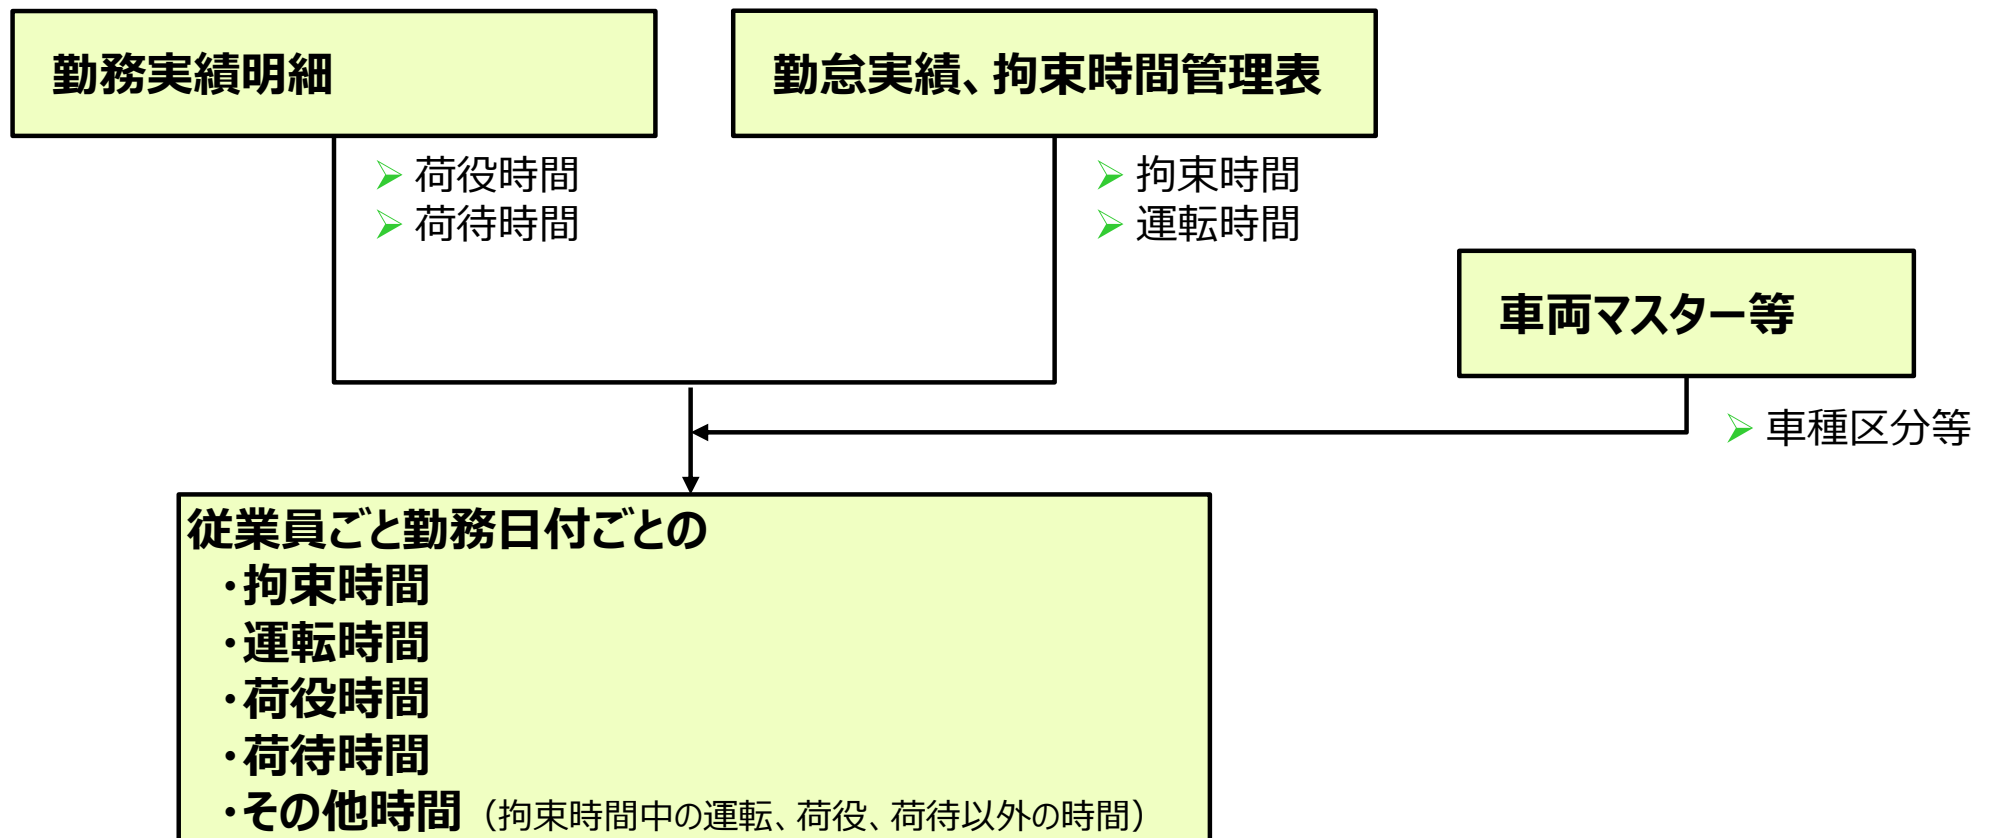 勤務実績明細
勤怠実績、拘束時間管理表
➢ 荷役時間
➢ 荷待時間
➢ 拘束時間
➢ 運転時間
車両マスター等
➢ 車種区分等
従業員ごと勤務日付ごとの
・拘束時間
・運転時間
・荷役時間
・荷待時間
・その他時間（拘束時間中の運転、荷役、荷待以外の時間）